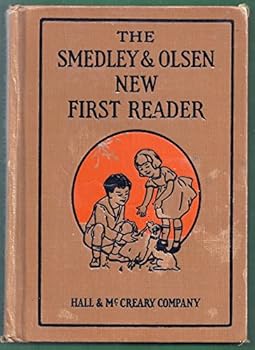 THE
SMEDLEY & OLSEN
NEW
FIRST READER
HALL & McCREARY COMPANY